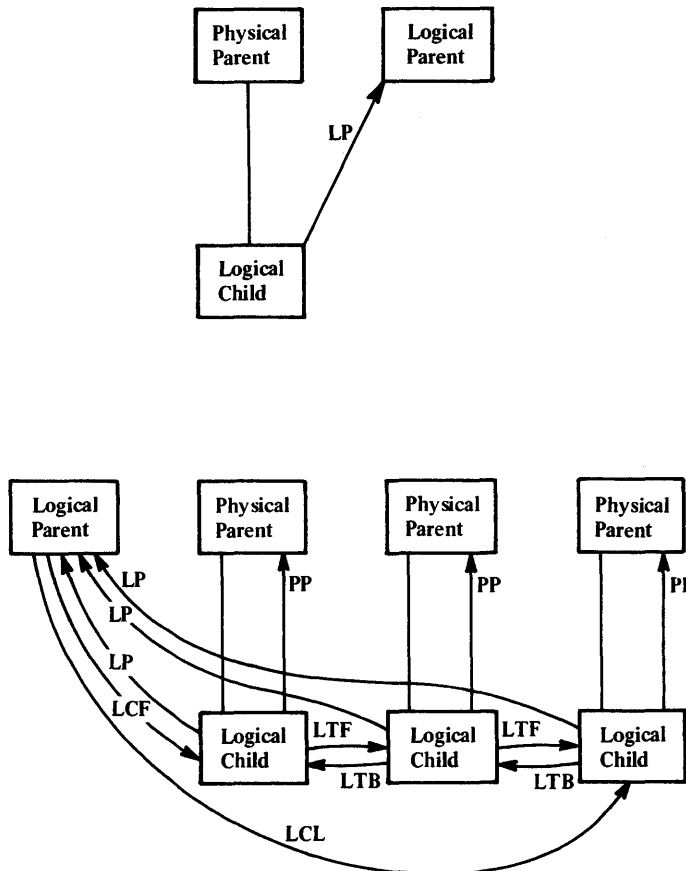 Physical
Parent
Logical
Parent
LP
Logical
Child
Logical
Parent
Physical
Parent
Physical
Parent
Physical
Parent
LP
LP
LP
LCF
PP
PP
Logical
Child
LTF
LTB
Logical
Child
LTF
LTB
Logical
Child
LCL